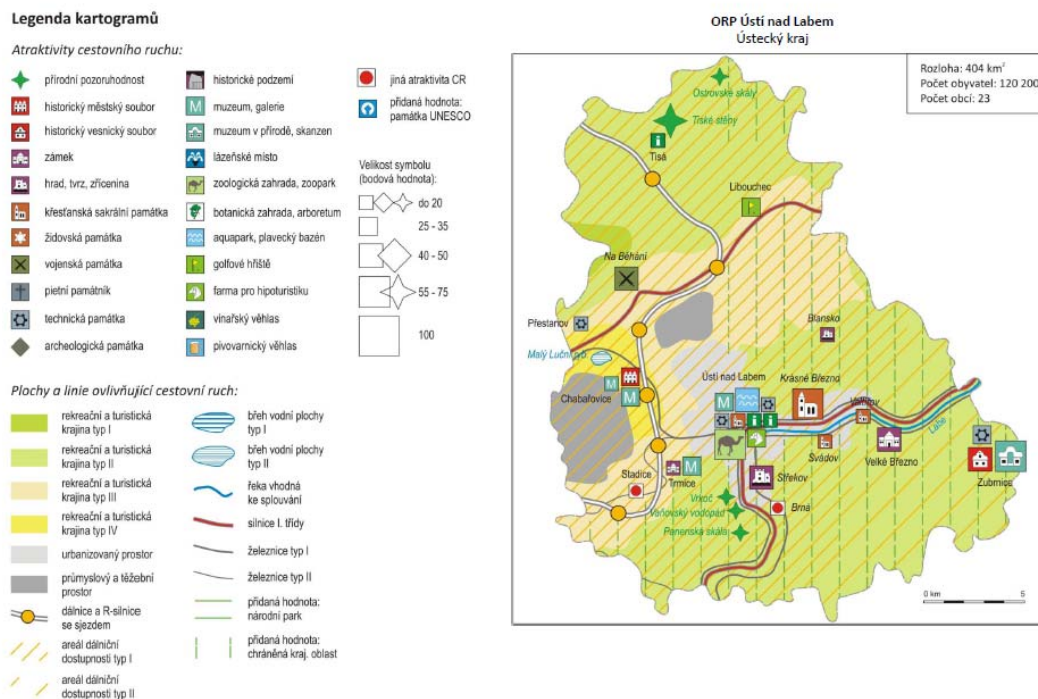 Legenda kartogramů
Atraktivity cestovního ruchu:
přírodní pozoruhodnost
historický městský soubor
historický vesnický soubor
zámek
hrad, tvrz, zřícenina
křesťanská sakrální památka
židovská památka
vojenská památka
pietní památník
technická památka
archeologická památka
historické podzemí
M
muzeum, galerie
muzeum v přírodě, skanzen
lázeňské místo
zoologická zahrada, zoopark
botanická zahrada, arboretum
aquapark, plavecký bazén
golfové hřiště
farma pro hipoturistiku
vinařský věhlas
pivovarnický věhlas
jiná atraktivita CR
přidaná hodnota:
památka UNESCO
Velikost symbolu
(bodová hodnota):
do 20
25 - 35
40 - 50
55 - 75
100
Plochy a linie ovlivňující cestovní ruch:
rekreační a turistická
krajina typ I
rekreační a turistická
krajina typ II
rekreační a turistická
krajina typ III
rekreační a turistická
krajina typ IV
urbanizovaný prostor
průmyslový a těžební
prostor
dálnice a R-silnice
se sjezdem
areál dálniční
dostupnosti typ I
areál dálniční
dostupnosti typ II
břeh vodní plochy
typ I
břeh vodní plochy
typ II
řeka vhodná
ke splouvání
silnice I. třídy
železnice typ I
železnice typ II
přidaná hodnota:
národní park
přidaná hodnota:
chráněná kraj. oblast
ORP Ústí nad Labem
Ústecký kraj
Rozloha: 404 km²
Počet obyvatel: 120 200
Počet obcí: 23
Ostrovské skály
Tiské stěny
i
Tisá
Libouchec
Na Běhání
Přestanov
Blansko
Malý Luční ryb.
Ústí nad Labem
Krásné Březno
M
M
M
Chabařovice
i i
Labe
Svádov
Velké Březno
Zubrnice
M
Stadice
Trmice
Střekov
Vrkoč
Vaňovský vodopád
Brná
Panenská skála
0 km
5